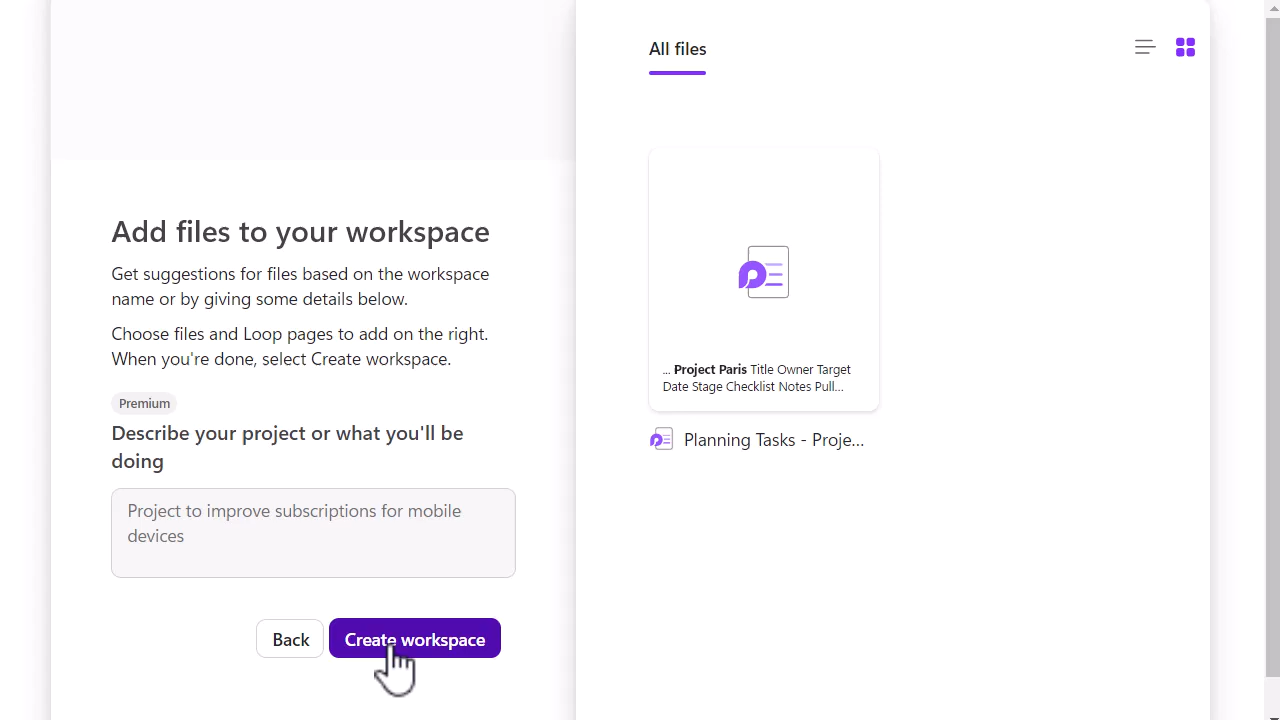 Add files to your workspace
Get suggestions for files based on the workspace
name or by giving some details below.
Choose files and Loop pages to add on the right.
When you're done, select Create workspace.
Premium
Describe your project or what you'll be
doing
Project to improve subscriptions for mobile
devices
Back
Create workspace
All files
... Project Paris Title Owner Target
Date Stage Checklist Notes Pull...
Planning Tasks - Proje...